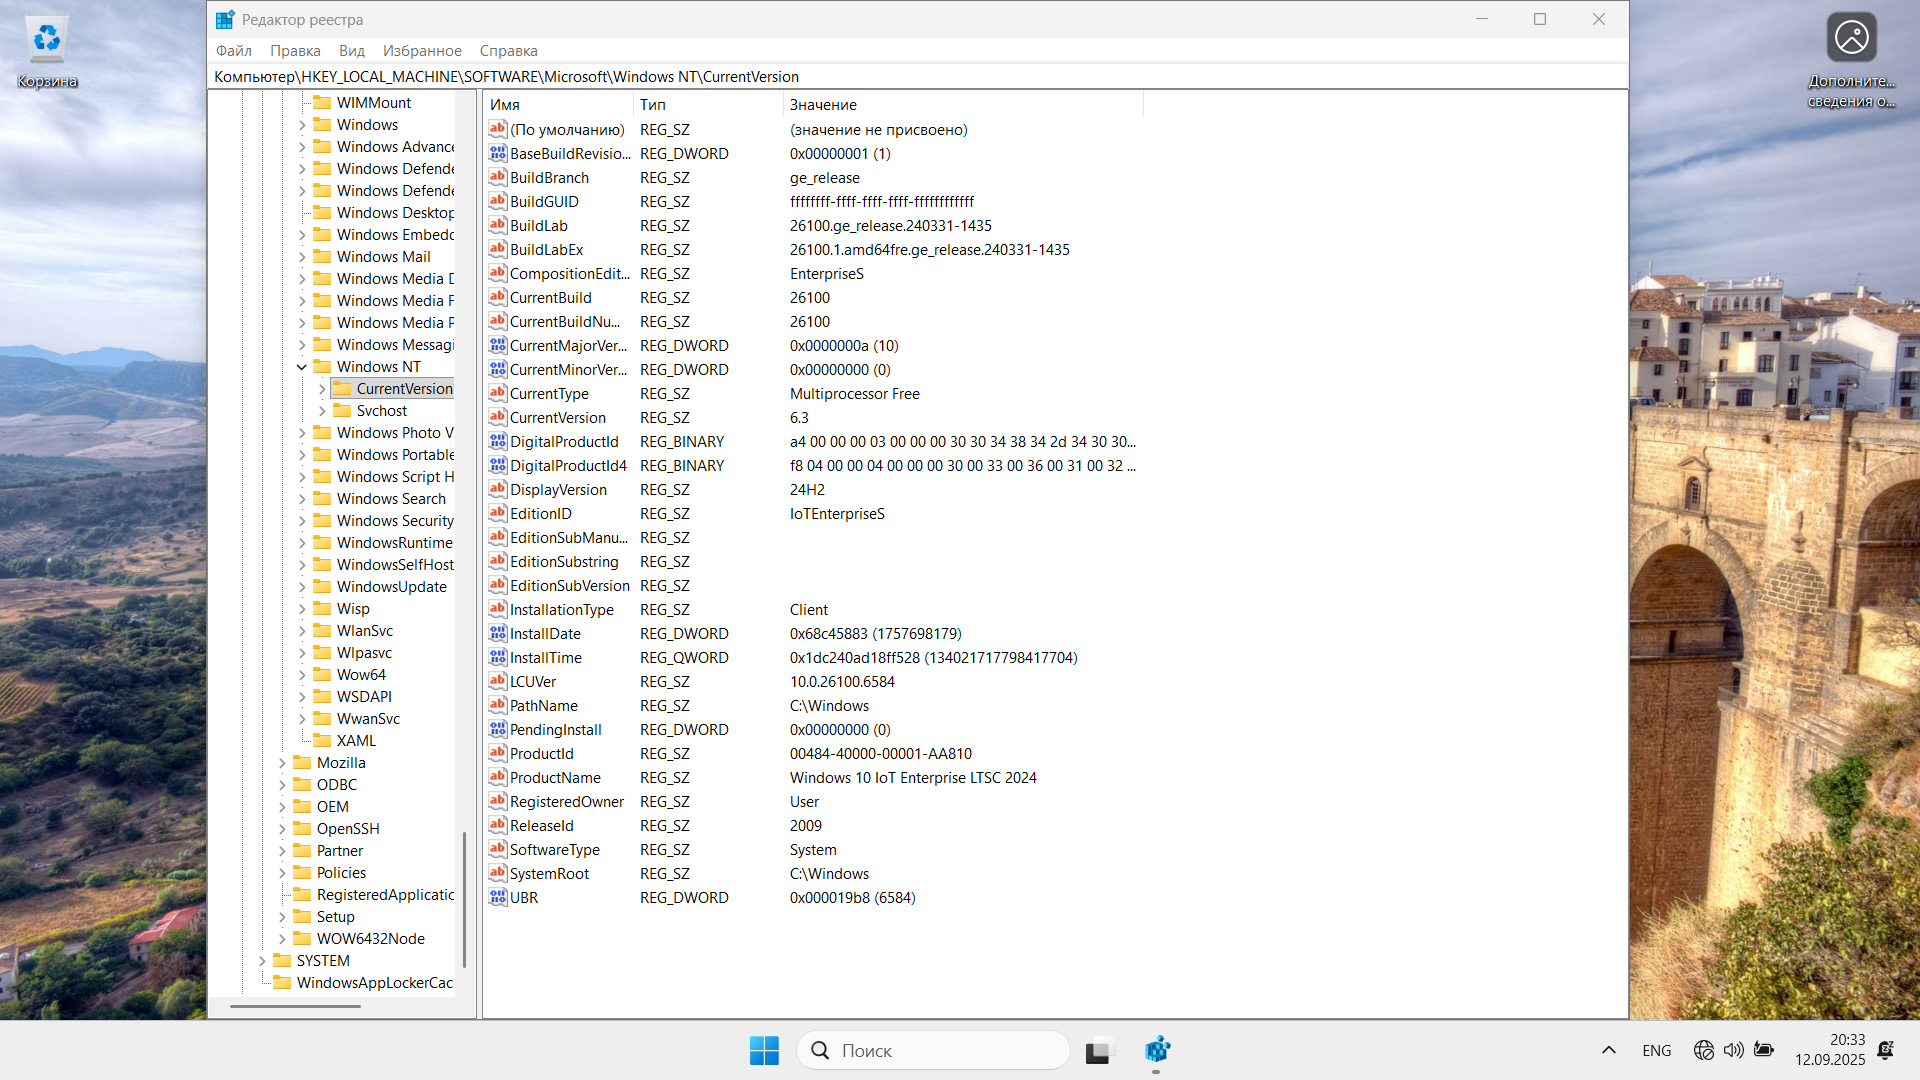 Корзина
Дополните...
сведения о...
Редактор реестра
Файл Правка Вид Избранное Справка
Компьютер\HKEY_LOCAL_MACHINE\SOFTWARE\Microsoft\Windows NT\CurrentVersion
WIMMount
Windows
Windows Advance
Windows Defende
Windows Defende
Windows Desktop
Windows Embedd
Windows Mail
Windows Media D
Windows Media F
Windows Media P
Windows Messagi
Windows NT
CurrentVersion
Svchost
Windows Photo V
Windows Portable
Windows Script H
Windows Search
Windows Security
WindowsRuntime
WindowsSelfHost
WindowsUpdate
Wisp
WlanSvc
Wlpasvc
Wow64
WSDAPI
WwanSvc
XAML
Mozilla
ODBC
OEM
OpenSSH
Partner
Policies
RegisteredApplicatio
Setup
WOW6432Node
SYSTEM
WindowsAppLockerCac
Имя Тип Значение
(По умолчанию) REG_SZ (значение не присвоено)
BaseBuildRevisio... REG_DWORD 0x00000001 (1)
BuildBranch REG_SZ ge_release
BuildGUID REG_SZ ffffffff-ffff-ffff-ffff-ffffffffffff
BuildLab REG_SZ 26100.ge_release.240331-1435
BuildLabEx REG_SZ 26100.1.amd64fre.ge_release.240331-1435
CompositionEdit... REG_SZ EnterpriseS
CurrentBuild REG_SZ 26100
CurrentBuildNu... REG_SZ 26100
CurrentMajorVer... REG_DWORD 0x0000000a (10)
CurrentMinorVer... REG_DWORD 0x00000000 (0)
CurrentType REG_SZ Multiprocessor Free
CurrentVersion REG_SZ 6.3
DigitalProductId REG_BINARY a4 00 00 00 03 00 00 00 30 30 34 38 34 2d 34 30 30...
DigitalProductId4 REG_BINARY f8 04 00 00 04 00 00 00 30 00 33 00 36 00 31 00 32 ...
DisplayVersion REG_SZ 24H2
EditionID REG_SZ IoTEnterpriseS
EditionSubManu... REG_SZ
EditionSubstring REG_SZ
EditionSubVersion REG_SZ
InstallationType REG_SZ Client
InstallDate REG_DWORD 0x68c45883 (1757698179)
InstallTime REG_QWORD 0x1dc240ad18ff528 (134021717798417704)
LCUVer REG_SZ 10.0.26100.6584
PathName REG_SZ C:\Windows
PendingInstall REG_DWORD 0x00000000 (0)
ProductId REG_SZ 00484-40000-00001-AA810
ProductName REG_SZ Windows 10 IoT Enterprise LTSC 2024
RegisteredOwner REG_SZ User
ReleaseId REG_SZ 2009
SoftwareType REG_SZ System
SystemRoot REG_SZ C:\Windows
UBR REG_DWORD 0x000019b8 (6584)
Поиск
ENG
20:33
12.09.2025